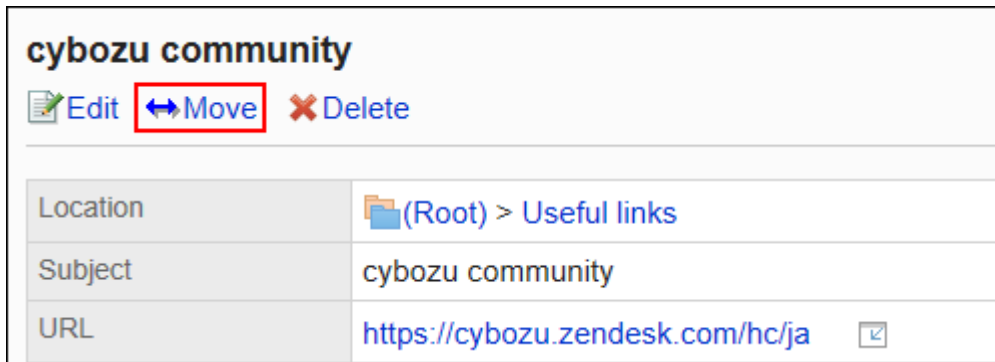 cybozu community
Edit Move Delete
Location (Root) > Useful links
Subject cybozu community
URL https://cybozu.zendesk.com/hc/ja